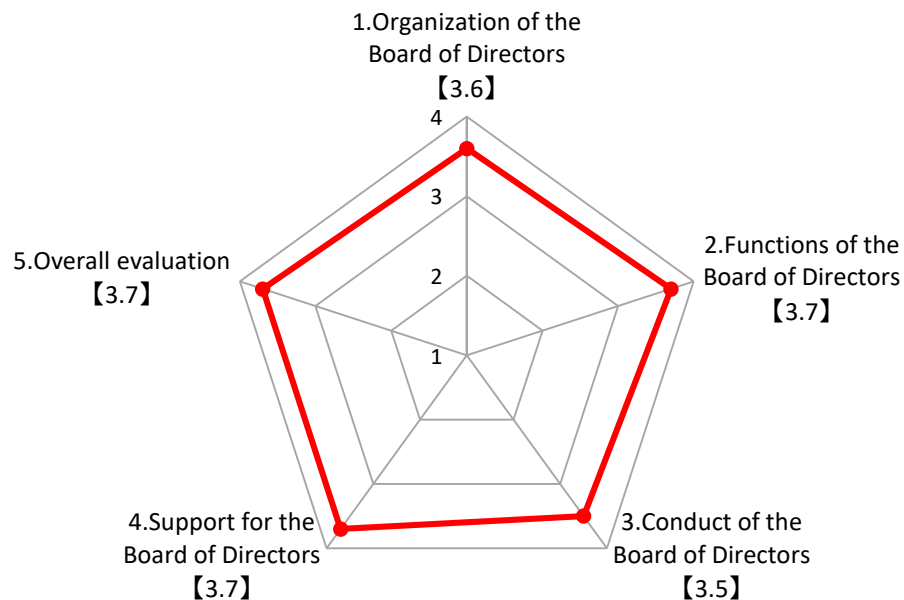 1.Organization of the
Board of Directors
【3.6】
4
3
2
1
2.Functions of the
Board of Directors
【3.7】
5.Overall evaluation
【3.7】
4.Support for the
Board of Directors
【3.7】
3.Conduct of the
Board of Directors
【3.5】